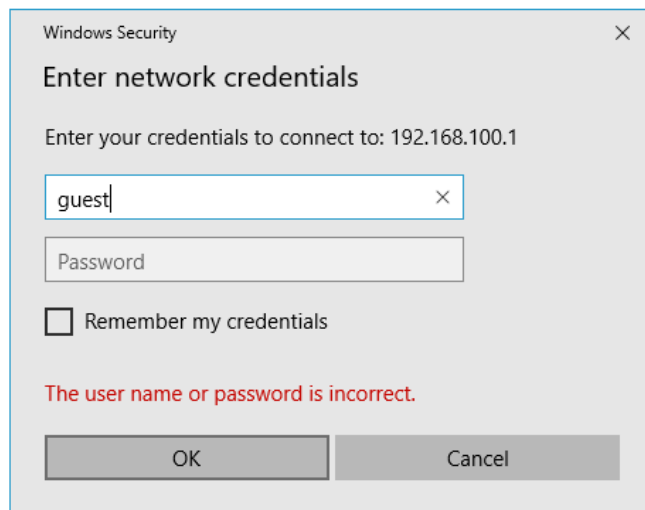 Windows Security
Enter network credentials
Enter your credentials to connect to: 192.168.100.1
guest
Password
Remember my credentials
The user name or password is incorrect.
OK
Cancel